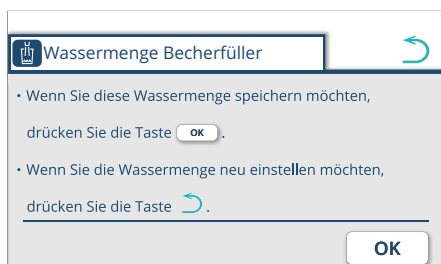 Wassermenge Becherfüller
· Wenn Sie diese Wassermenge speichern möchten,
drücken Sie die Taste OK .
· Wenn Sie die Wassermenge neu einstellen möchten,
drücken Sie die Taste .
OK